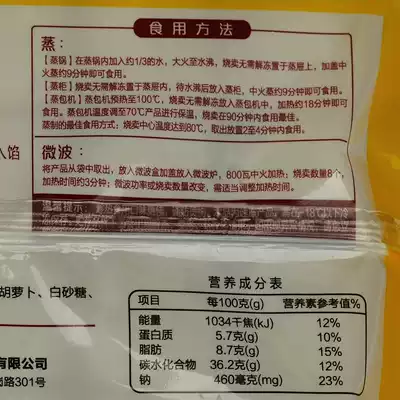 食用方法
蒸:
【蒸锅】在蒸锅内加入约1/3的水，大火至水沸，烧卖无需解冻置于蒸层上，加盖中
火蒸约9分钟即可食用。
【蒸柜】烧卖无需解冻置于蒸层内，待水沸后放入蒸柜中，中火蒸约9分钟即可食用。
【蒸包机】蒸包机预热至100℃，烧卖无需解冻放入蒸包机中，加热约18分钟即可食
用。蒸包机温度调至70℃产品进行保温，烧卖在90分钟内食用最佳。
蒸制的最佳食用方式：烧卖中心温度达到80℃，取出放置2至4分钟内食用。
入馅
微波:
将产品从袋中取出，放入微波盒加盖放入微波炉，800瓦中火加热；烧卖数量8个，
加热时间约3分钟；微波功率或烧卖数量改变，需适当调整加热时间。
温馨提示
胡萝卜、白砂糖、
有限公司
岗路301号
营养成分表
项目 每100克(g) 营养素参考值%
能量 1034千焦(kJ) 12%
蛋白质 5.7克(g) 10%
脂肪 8.7克(g) 15%
碳水化合物 36.2克(g) 12%
钠 460毫克(mg) 23%